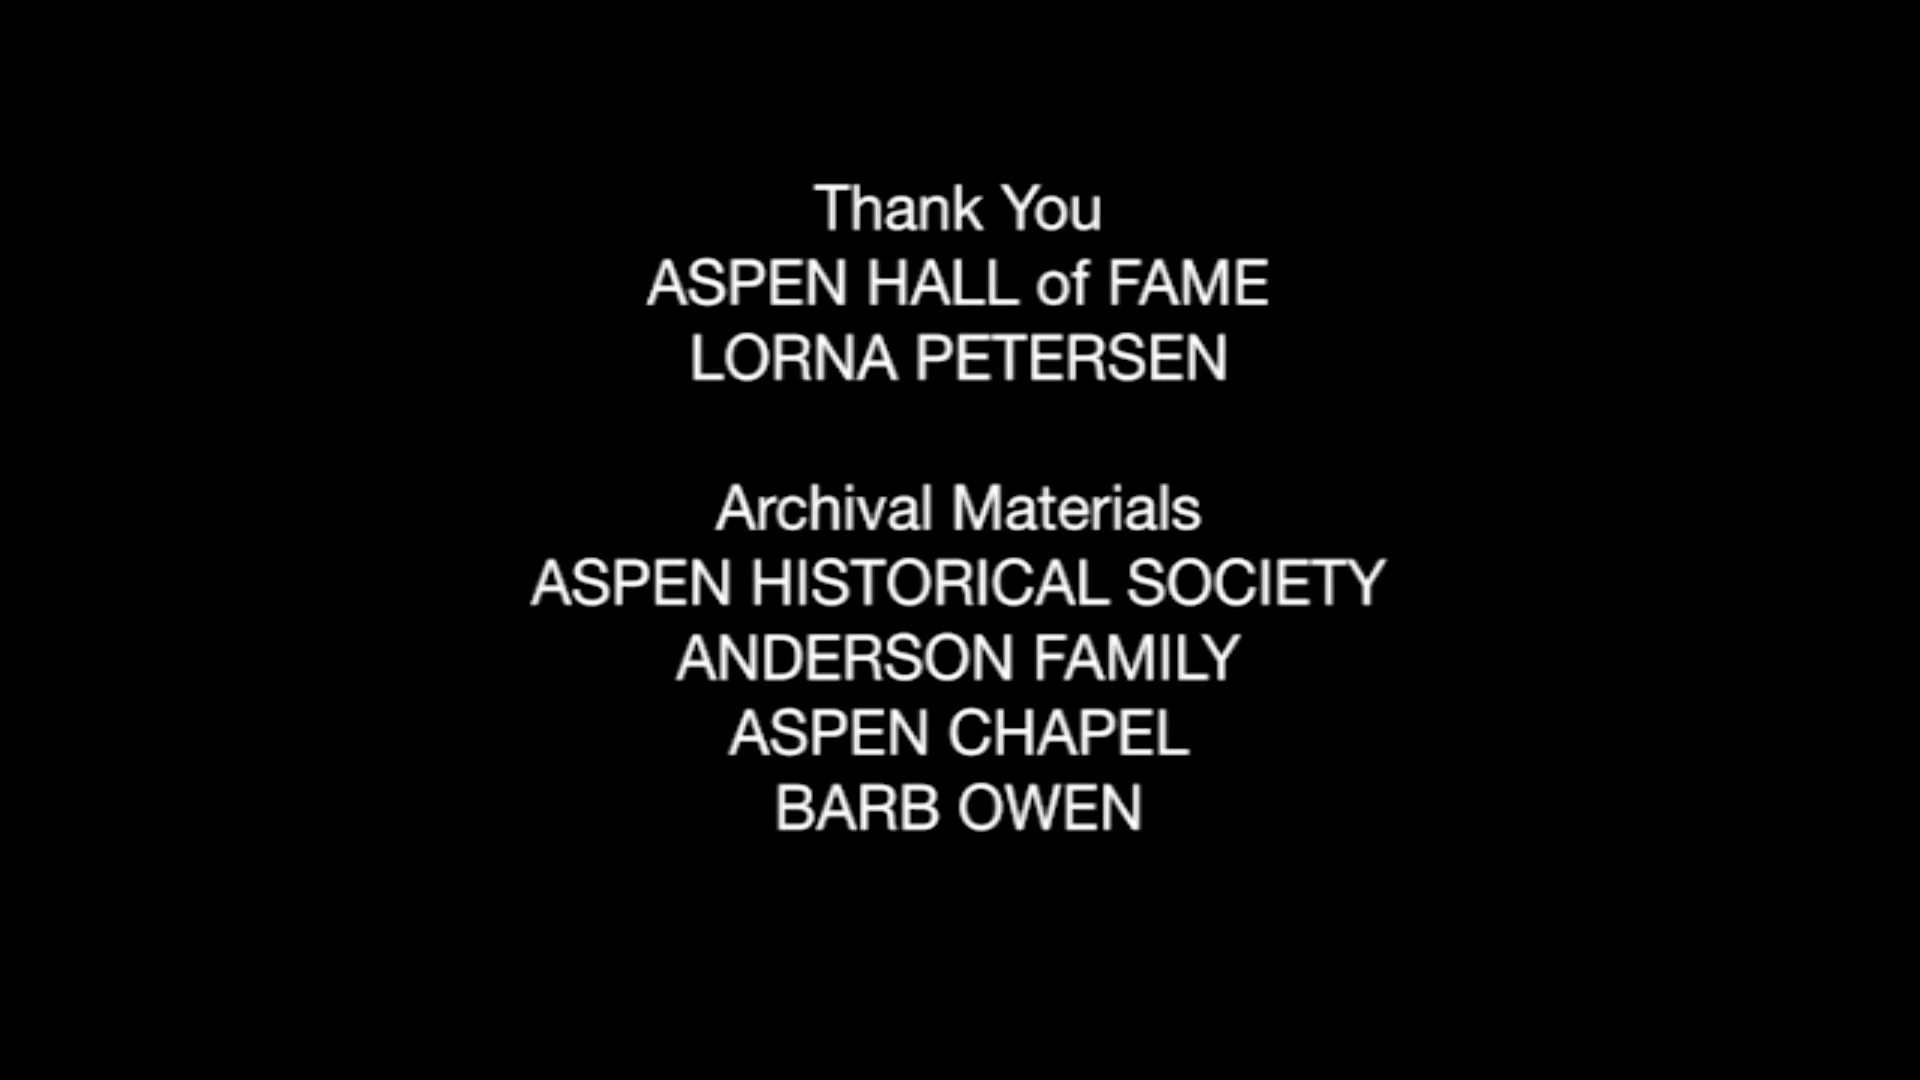 Thank You
ASPEN HALL of FAME
LORNA PETERSEN
Archival Materials
ASPEN HISTORICAL SOCIETY
ANDERSON FAMILY
ASPEN CHAPEL
BARB OWEN